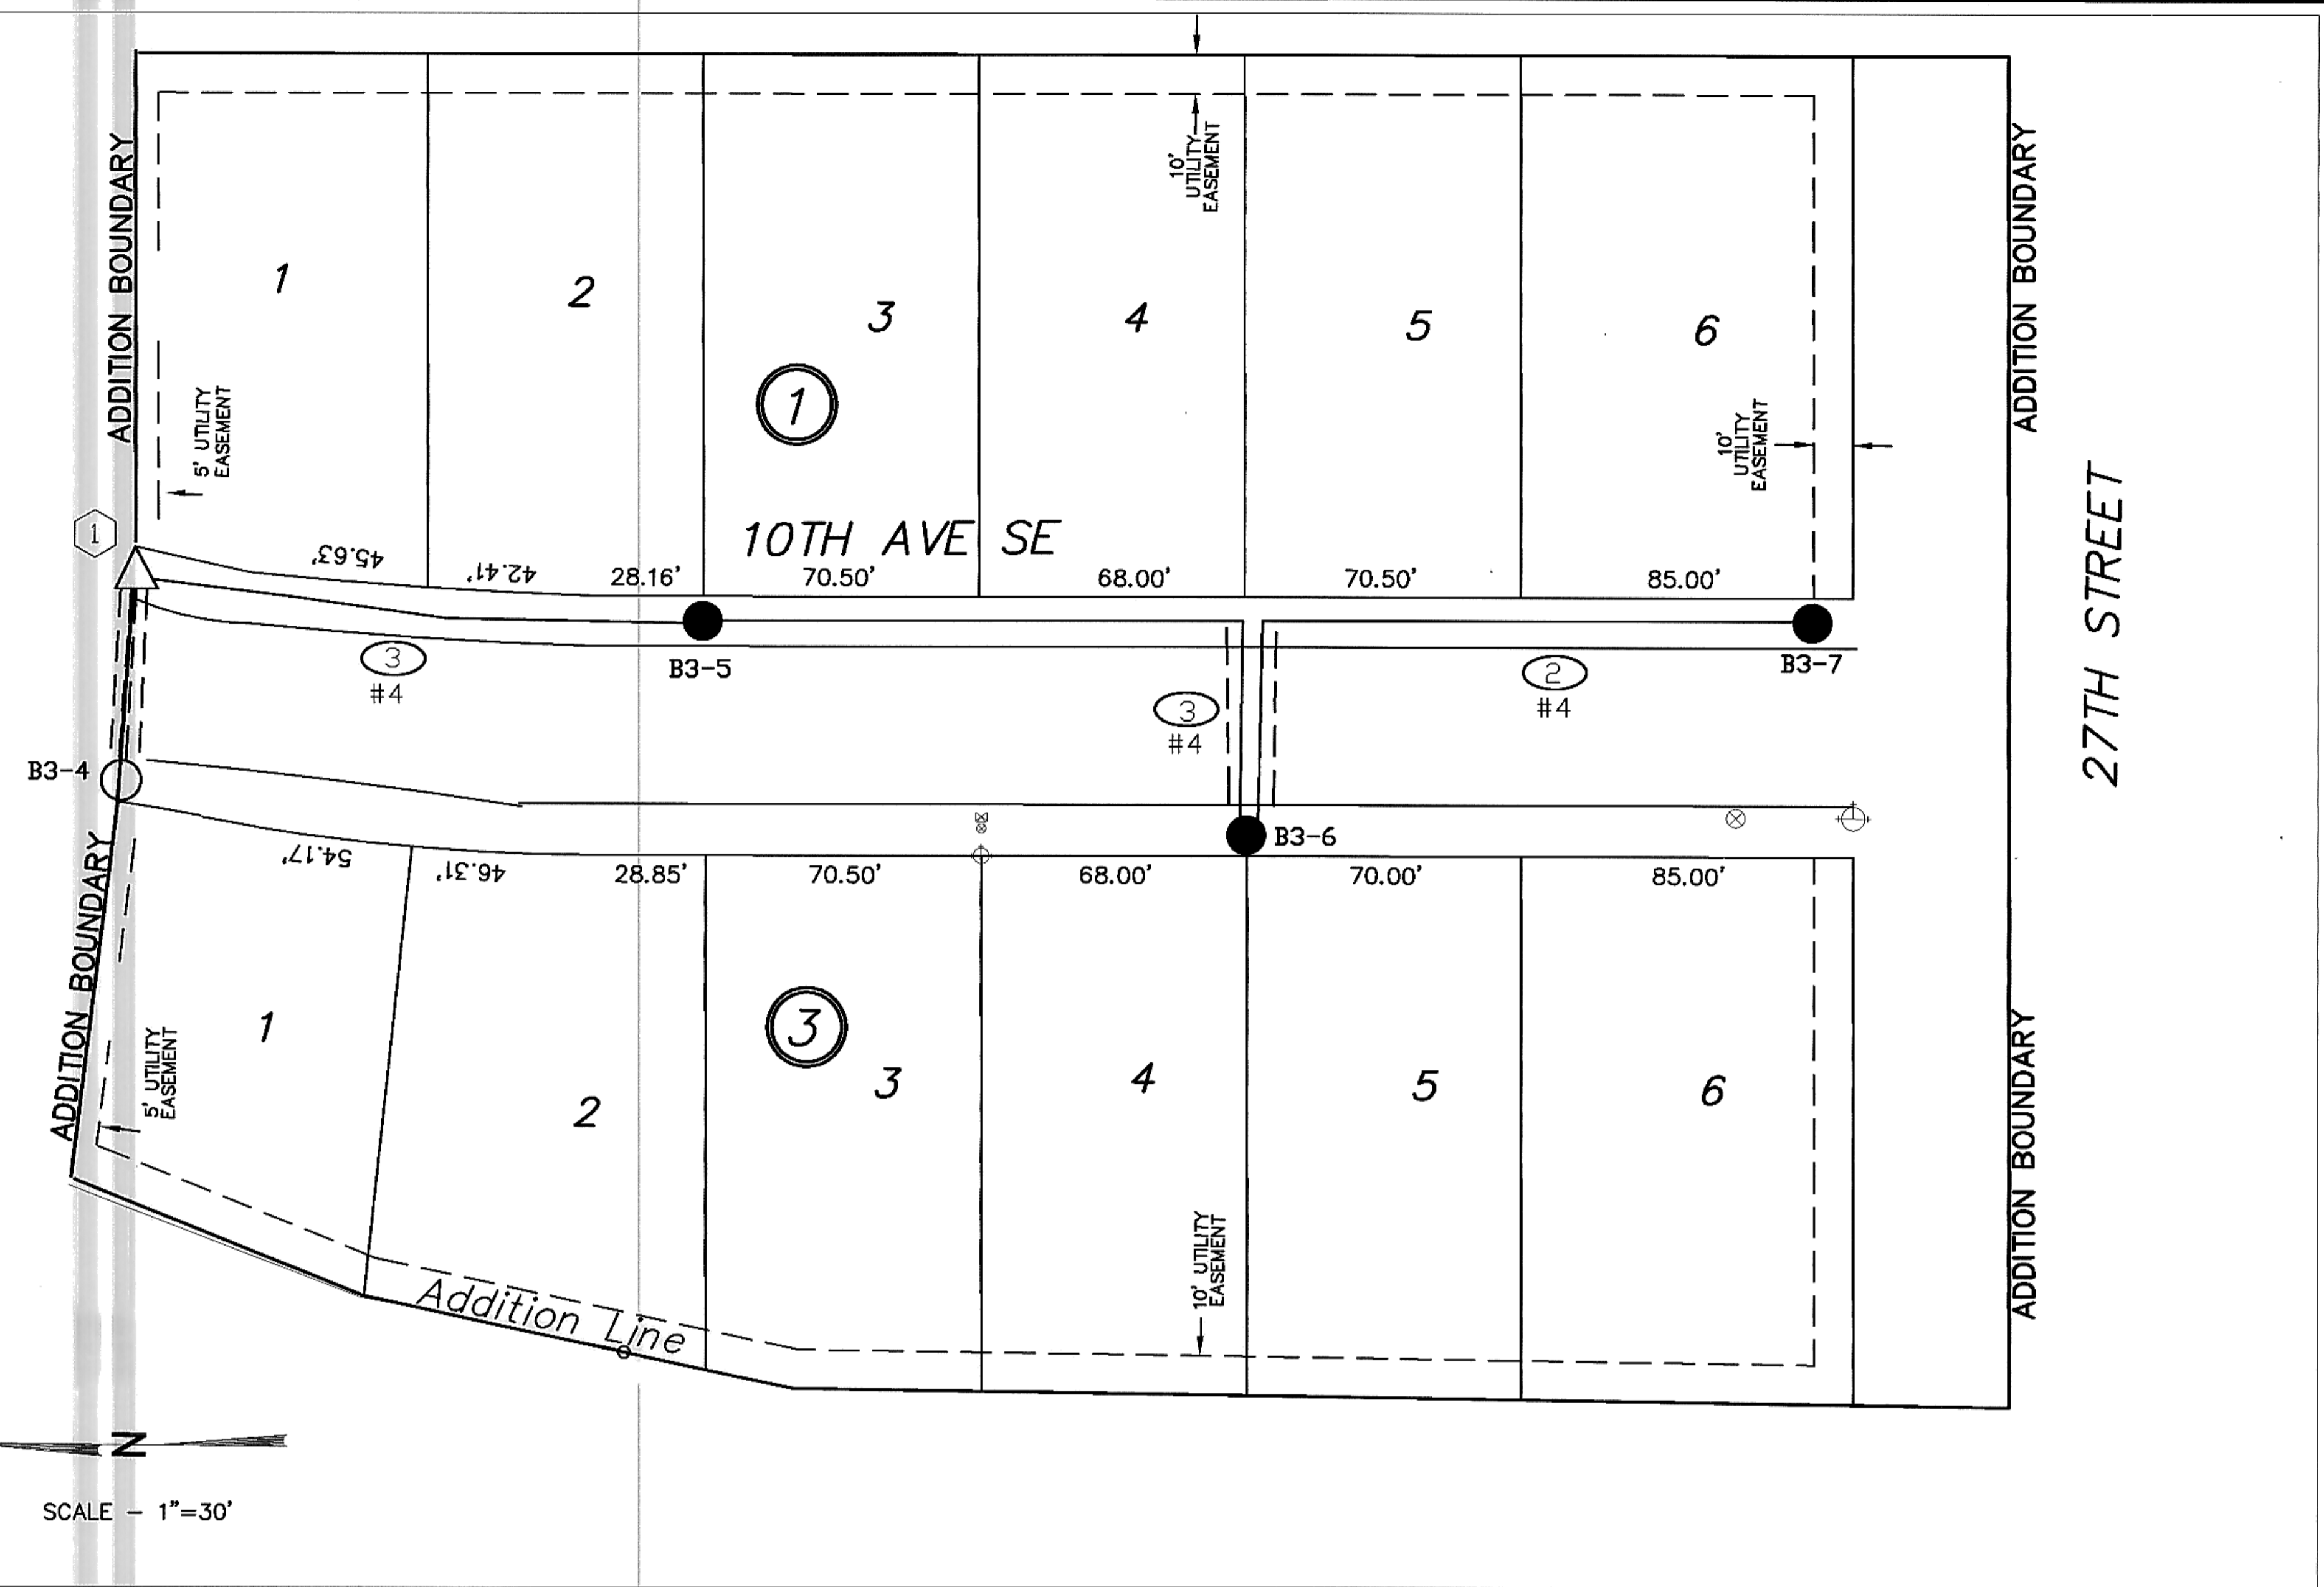 ADDITION BOUNDARY
ADDITION BOUNDARY
10'
UTILITY
EASEMENT
1
2
3
4
5
6
1
5' UTILITY
EASEMENT
10'
UTILITY
EASEMENT
27TH STREET
1
10TH AVE SE
45.63'
42.41'
28.16'
70.50'
68.00'
70.50'
85.00'
3
#4
B3-5
3
#4
2
#4
B3-7
B3-4
B3-6
54.17'
46.31'
28.85'
70.50'
68.00'
70.00'
85.00'
ADDITION BOUNDARY
1
2
3
3
4
5
6
5' UTILITY
EASEMENT
ADDITION BOUNDARY
10' UTILITY
EASEMENT
Addition Line
N
SCALE - 1"=30'